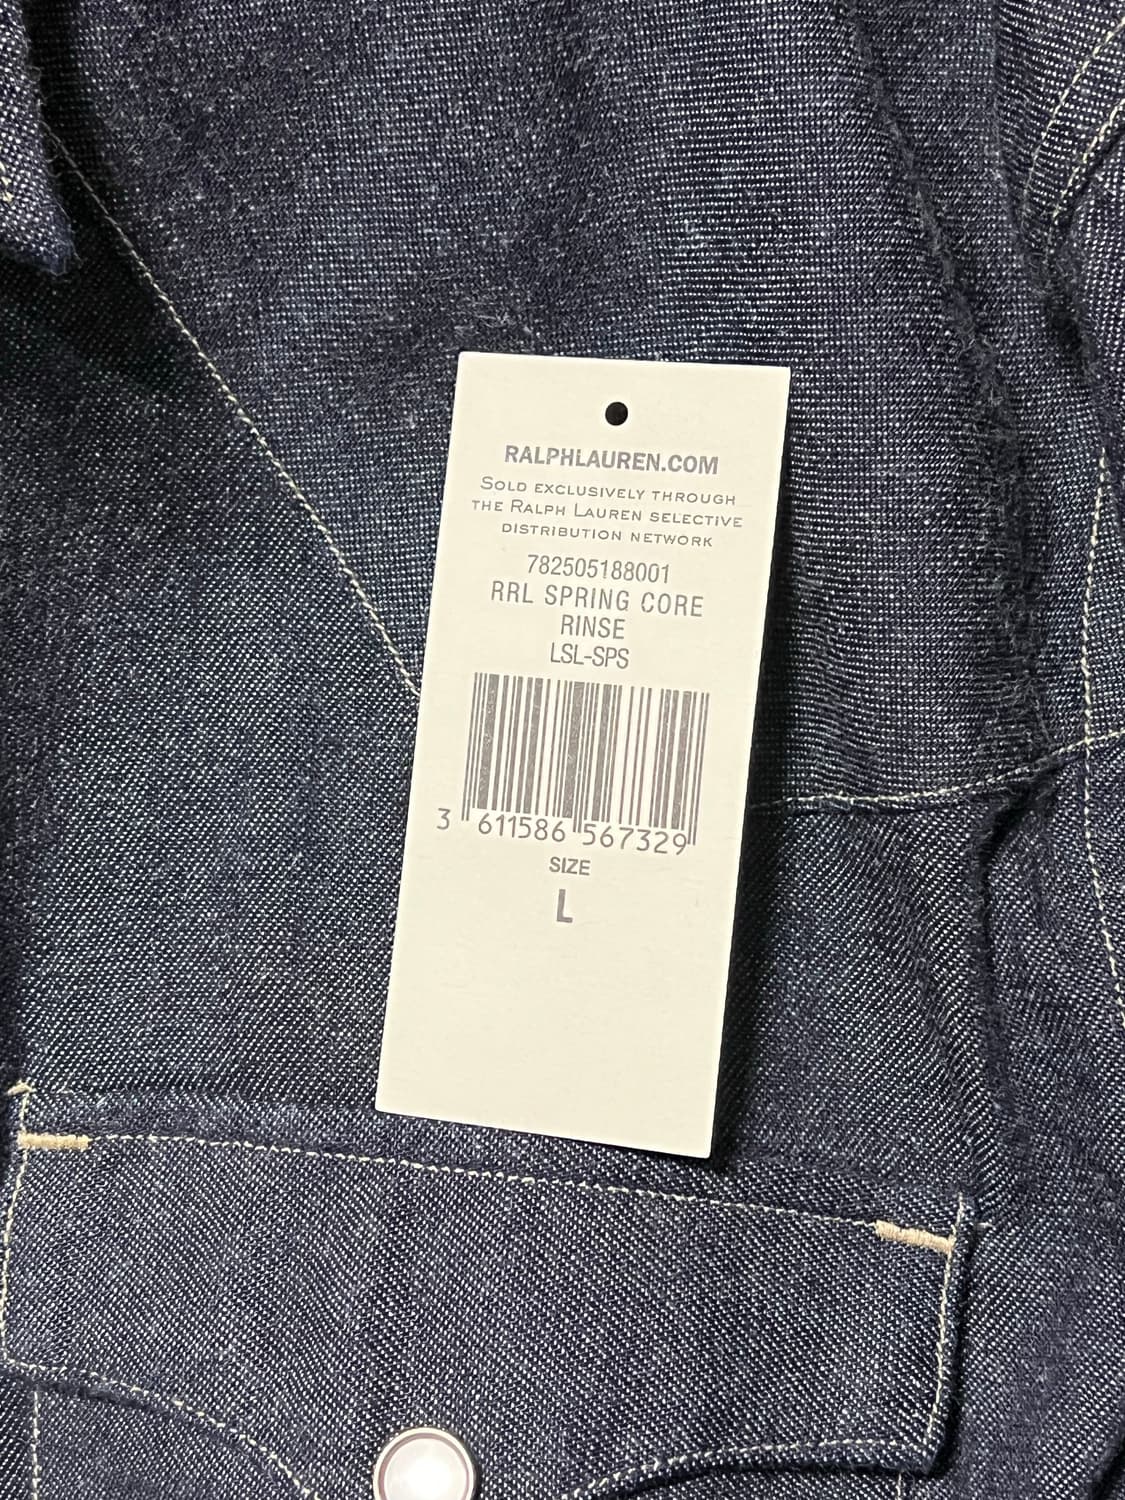 RALPHLAUREN.COM
SOLD EXCLUSIVELY THROUGH
THE RALPH LAUREN SELECTIVE
DISTRIBUTION NETWORK
782505188001
RRL SPRING CORE
RINSE
LSL-SPS
3 611586 567329
SIZE
L